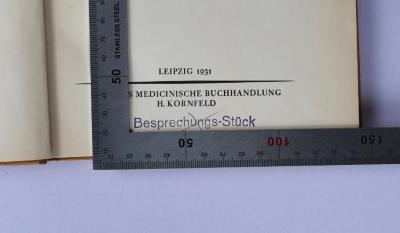 LEIPZIG 1931
S MEDICINISCHE BUCHHANDLUNG
H. KORNFELD
Besprechungs-Stück
STAINLESS STEEL
50
50
100
150